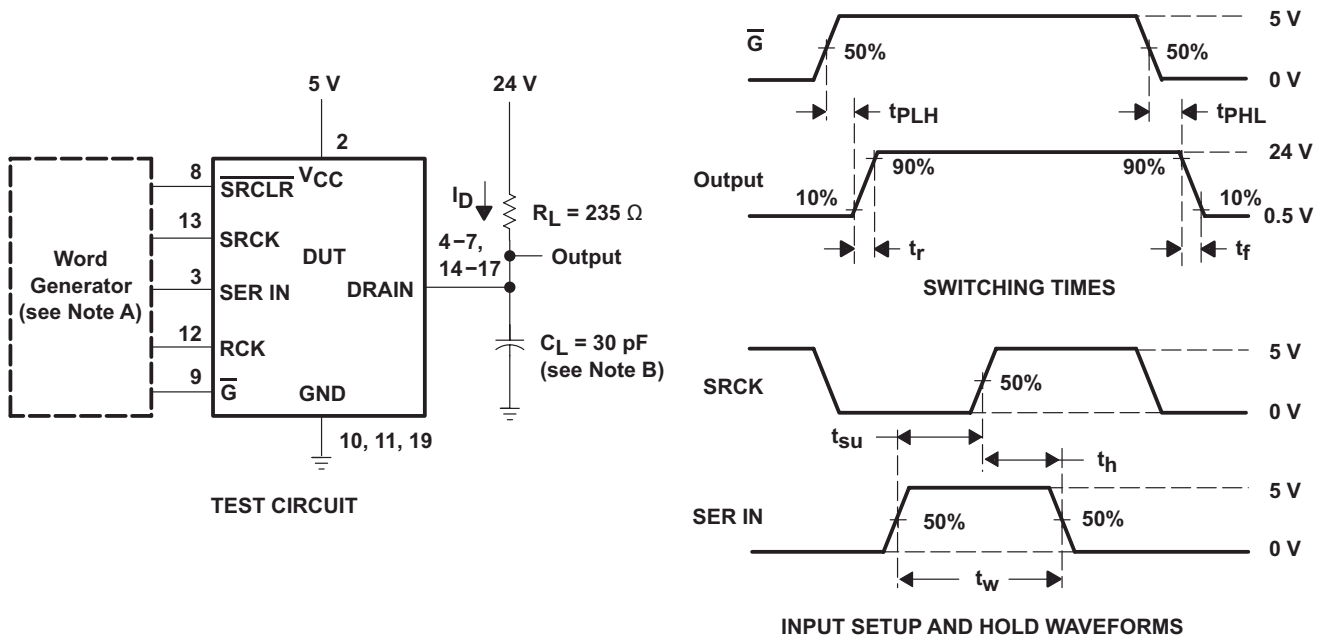 5 V
24 V
2
8
SRCLR
VCC
13
SRCK
3
SER IN
12
RCK
9
G
DUT
DRAIN
GND
10, 11, 19
Word
Generator
(see Note A)
ID
RL = 235 Ω
4−7,
14−17
Output
CL = 30 pF
(see Note B)
TEST CIRCUIT
G
50%
50%
5 V
0 V
tPLH
tPHL
Output
10%
90%
90%
10%
24 V
0.5 V
tr
tf
SWITCHING TIMES
SRCK
50%
5 V
0 V
tsu
th
SER IN
50%
50%
5 V
0 V
tw
INPUT SETUP AND HOLD WAVEFORMS